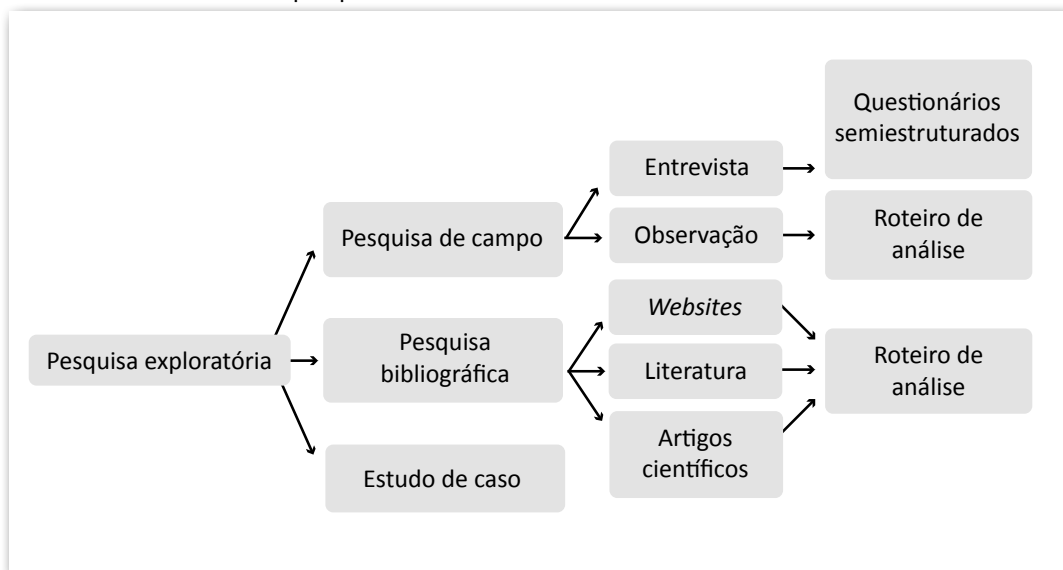 Questionários
semiestruturados
Entrevista
Pesquisa de campo
Observação
Roteiro de
análise
Websites
Pesquisa exploratória
Pesquisa
bibliográfica
Literatura
Roteiro de
análise
Artigos
científicos
Estudo de caso